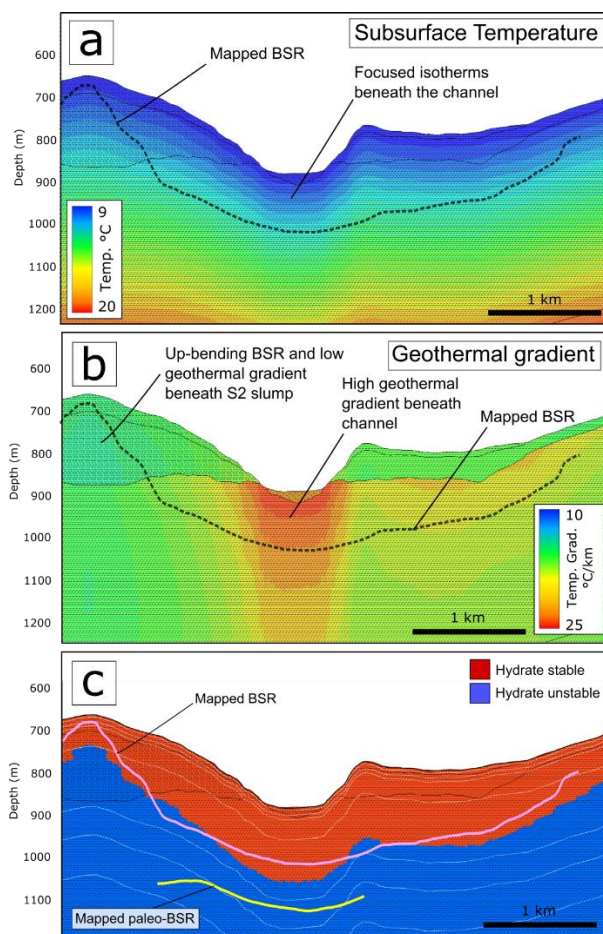 a
Subsurface Temperature
Mapped BSR
Focused isotherms
beneath the channel
Depth (m)
600
700
800
900
1000
1100
1200
9
Temp. °C
20
1 km
b
Geothermal gradient
Up-bending BSR and low
geothermal gradient
beneath S2 slump
High geothermal
gradient beneath
channel
Mapped BSR
Depth (m)
600
700
800
900
1000
1100
1200
10
Temp. Grad.
°C/km
25
1 km
c
Hydrate stable
Hydrate unstable
Mapped BSR
Depth (m)
600
700
800
900
1000
1100
Mapped paleo-BSR
1 km